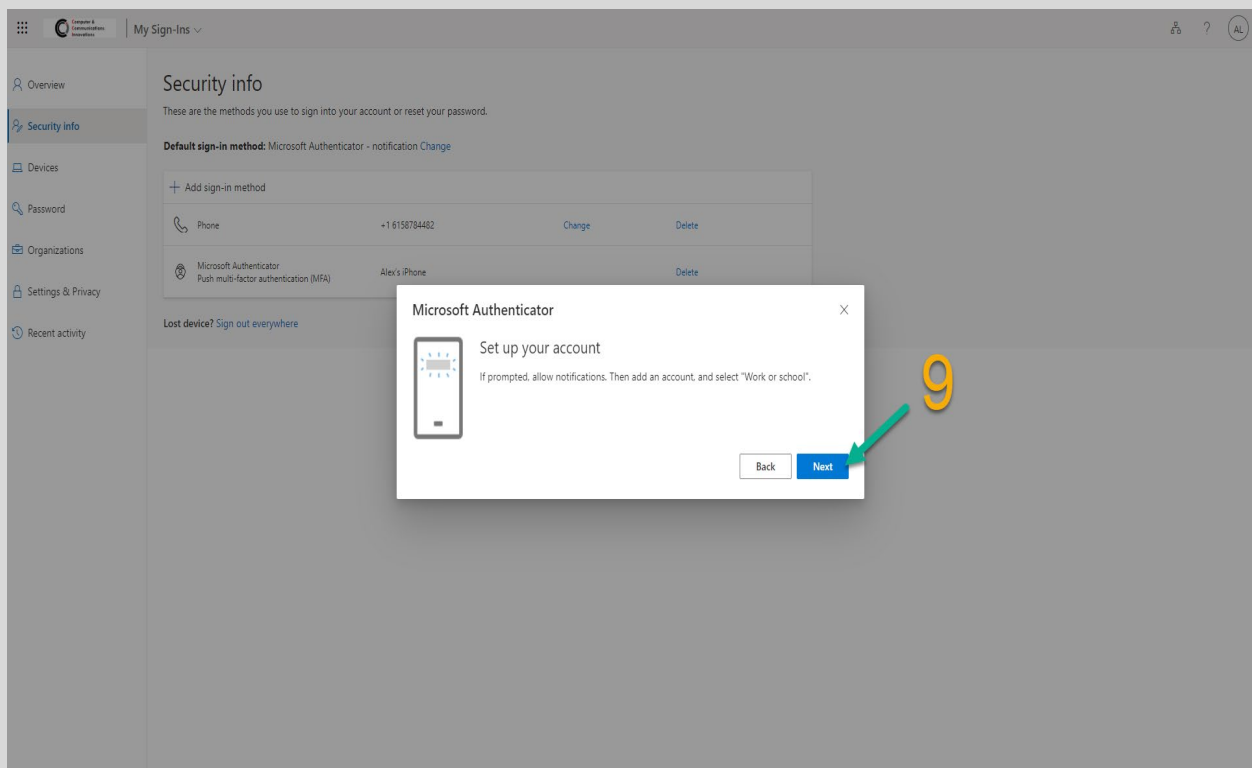 Computer &
Communications
Innovations
My Sign-Ins
? AL
Overview
Security info
Devices
Password
Organizations
Settings & Privacy
Recent activity
Security info
These are the methods you use to sign into your account or reset your password.
Default sign-in method: Microsoft Authenticator - notification Change
+ Add sign-in method
Phone +1 6158784482 Change Delete
Microsoft Authenticator
Push multi-factor authentication (MFA) Alex's iPhone Delete
Lost device? Sign out everywhere
Microsoft Authenticator
Set up your account
If prompted, allow notifications. Then add an account, and select "Work or school".
Back Next
9